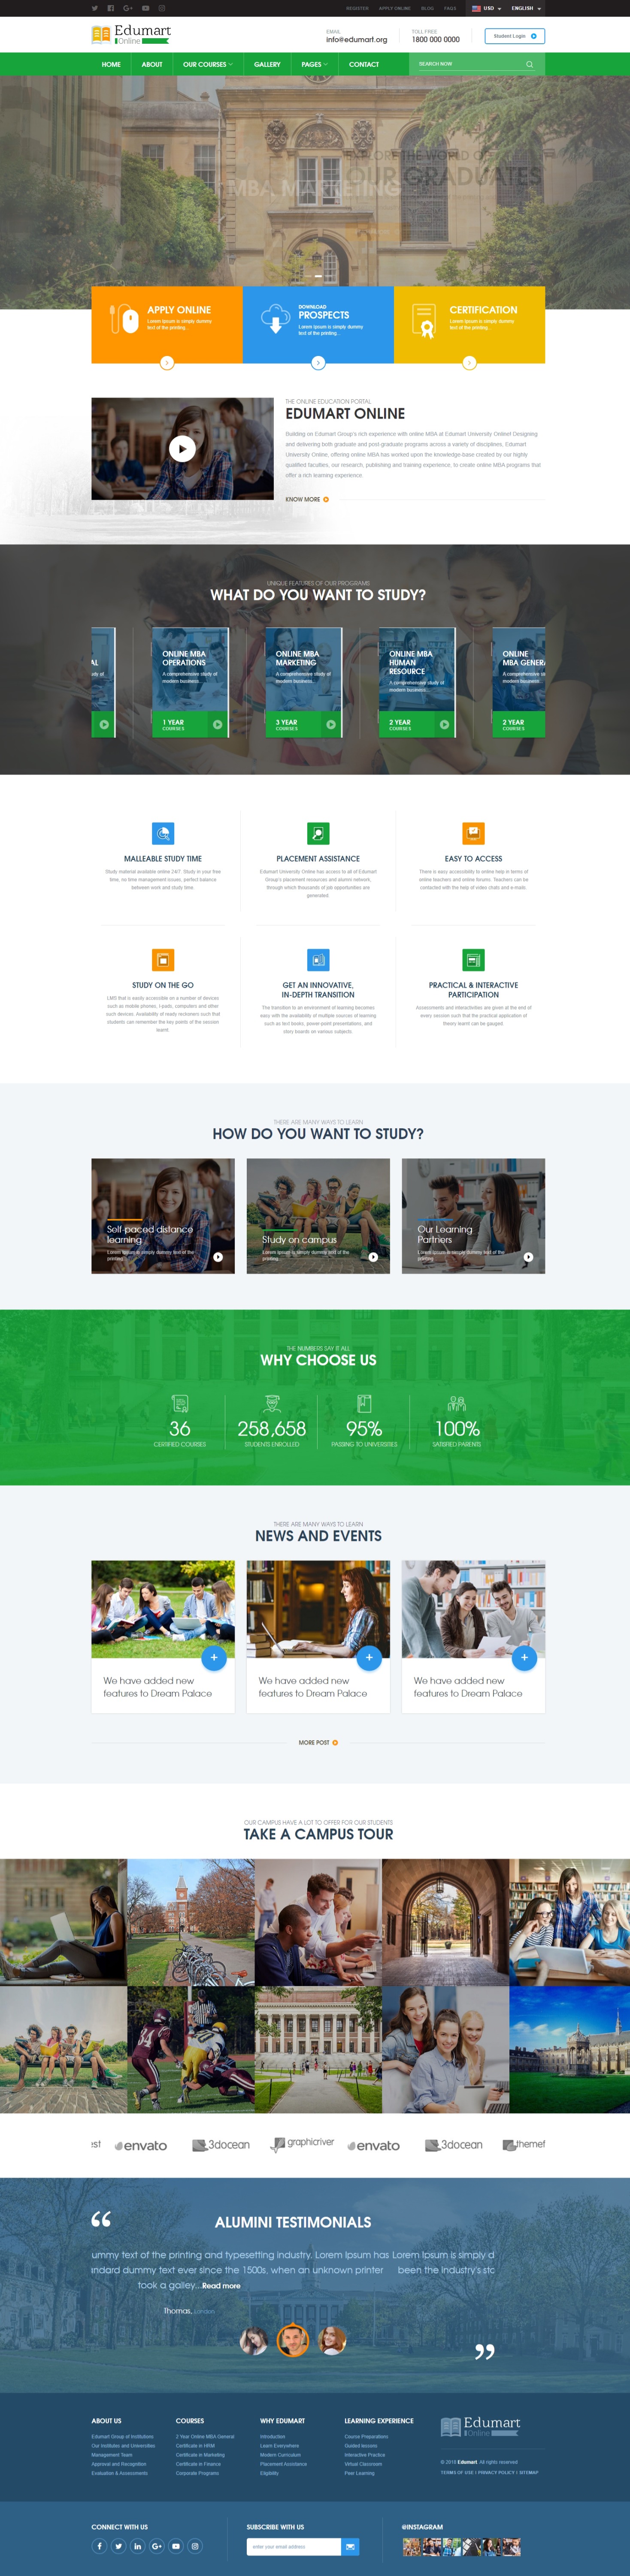 REGISTER APPLY ONLINE BLOG FAQS USD ENGLISH
Edumart
Online
EMAIL
info@edumart.org
TOLL FREE
1800 000 0000
Student Login
HOME ABOUT OUR COURSES GALLERY PAGES CONTACT SEARCH NOW
EXPLORE THE WORLD OF
OUR GRADUATES
MBA MARKETING
APPLY ONLINE
Lorem Ipsum is simply dummy
text of the printing...
DOWNLOAD
PROSPECTS
Lorem Ipsum is simply dummy
text of the printing...
CERTIFICATION
Lorem Ipsum is simply dummy
text of the printing...
THE ONLINE EDUCATION PORTAL
EDUMART ONLINE
Building on Edumart Group's rich experience with online MBA at Edumart University Online! Designing
and delivering both graduate and post-graduate programs across a variety of disciplines, Edumart
University Online, offering online MBA has worked upon the knowledge-base created by our highly
qualified faculties, our research, publishing and training experience, to create online MBA programs that
offer a rich learning experience.
KNOW MORE
UNIQUE FEATURES OF OUR PROGRAMS
WHAT DO YOU WANT TO STUDY?
AL
udy of
ONLINE MBA
OPERATIONS
A comprehensive study of
modern business..
1 YEAR
COURSES
ONLINE MBA
MARKETING
A comprehensive study of
modern business..
3 YEAR
COURSES
ONLINE MBA
HUMAN
RESOURCE
A comprehensive study of
modern business..
2 YEAR
COURSES
ONLINE
MBA GENERA
A comprehensive st
modern business..
2 YEAR
COURSES
MALLEABLE STUDY TIME
Study material available online 24/7. Study in your free
time, no time management issues, perfect balance
between work and study time.
PLACEMENT ASSISTANCE
Edumart University Online has access to all of Edumart
Group's placement resources and alumni network,
through which thousands of job opportunities are
generated.
EASY TO ACCESS
There is easy accessibility to online help in terms of
online teachers and online forums. Teachers can be
contacted with the help of video chats and e-mails.
STUDY ON THE GO
LMS that is easily accessible on a number of devices
such as mobile phones, I-pads, computers and other
such devices. Availability of ready reckoners such that
students can remember the key points of the session
learnt.
GET AN INNOVATIVE,
IN-DEPTH TRANSITION
The transition to an environment of learning becomes
easy with the availability of multiple sources of learning
such as text books, power-point presentations, and
story boards on various subjects.
PRACTICAL & INTERACTIVE
PARTICIPATION
Assessments and interactivities are given at the end of
every session such that the practical application of
theory learnt can be gauged.
THERE ARE MANY WAYS TO LEARN
HOW DO YOU WANT TO STUDY?
Self-paced distance
learning
Lorem Ipsum is simply dummy text of the
printing...
Study on campus
Lorem Ipsum is simply dummy text of the
printing...
Our Learning
Partners
Lorem Ipsum is simply dummy text of the
printing...
THE NUMBERS SAY IT ALL
WHY CHOOSE US
36
CERTIFIED COURSES
258,658
STUDENTS ENROLLED
95%
PASSING TO UNIVERSITIES
100%
SATISFIED PARENTS
THERE ARE MANY WAYS TO LEARN
NEWS AND EVENTS
We have added new
features to Dream Palace
We have added new
features to Dream Palace
We have added new
features to Dream Palace
MORE POST
OUR CAMPUS HAVE A LOT TO OFFER FOR OUR STUDENTS
TAKE A CAMPUS TOUR
est envato 3docean graphicriver envato 3docean themef
ALUMINI TESTIMONIALS
ummy text of the printing and typesetting industry. Lorem Ipsum has
ndard dummy text ever since the 1500s, when an unknown printer
took a galley...Read more
Thomas, London
Lorem Ipsum is simply d
been the industry's stc
ABOUT US
Edumart Group of Institutions
Our Institutes and Universities
Management Team
Approval and Recognition
Evaluation & Assessments
COURSES
2 Year Online MBA General
Certificate in HRM
Certificate in Marketing
Certificate in Finance
Corporate Programs
WHY EDUMART
Introduction
Learn Everywhere
Modern Curriculum
Placement Assistance
Eligibility
LEARNING EXPERIENCE
Course Preparations
Guided lessons
Interactive Practice
Virtual Classroom
Peer Learning
Edumart
Online
Edumart. All rights reserved
TERMS OF USE | PRIVACY POLICY | SITEMAP
CONNECT WITH US
SUBSCRIBE WITH US
enter your email address
@INSTAGRAM